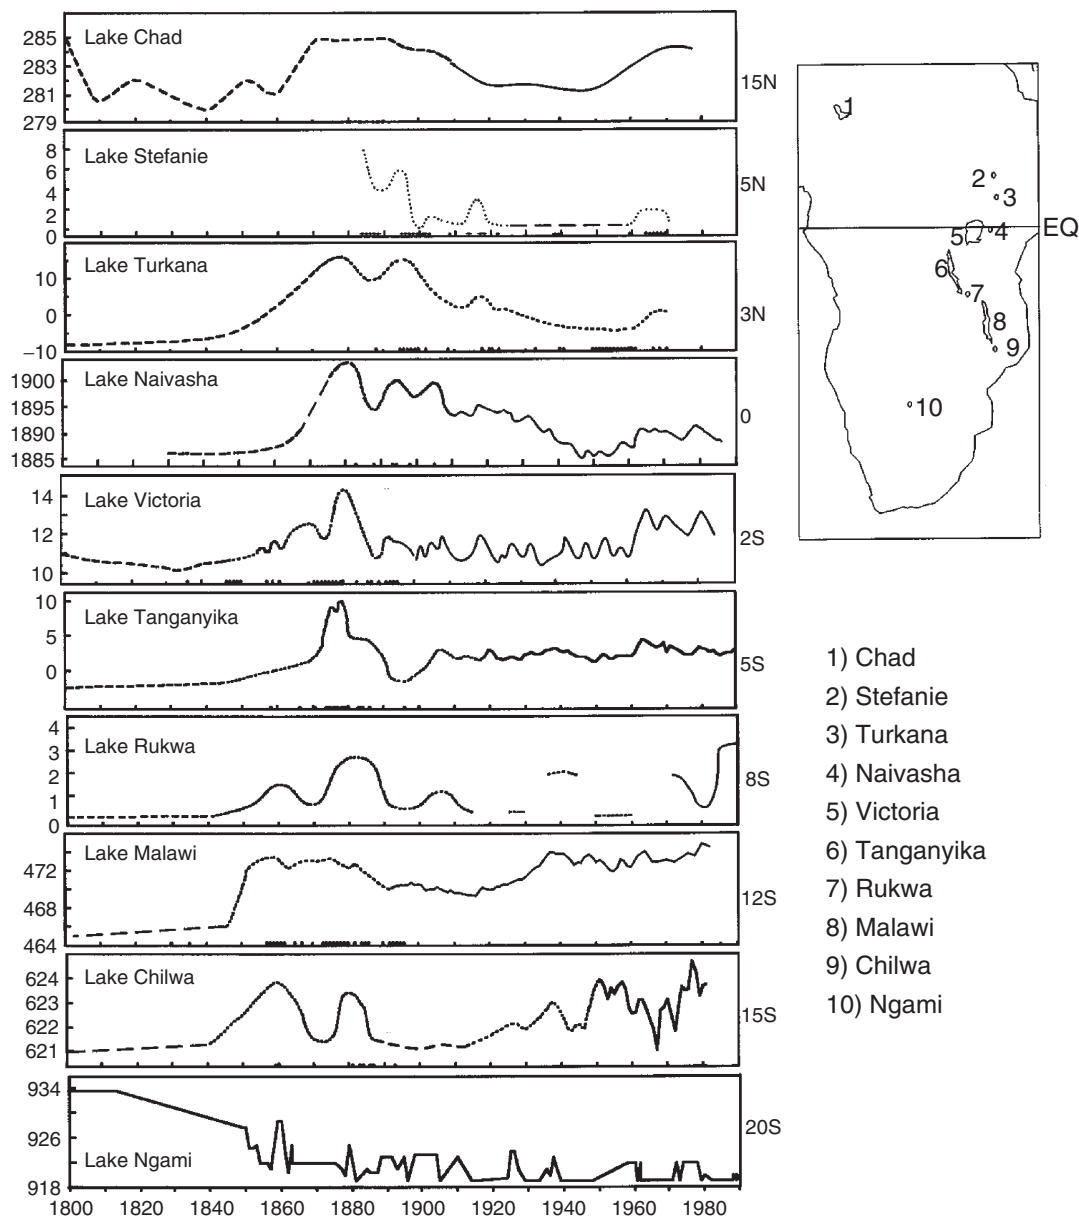 Lake Chad
285
283
281
279
15N
Lake Stefanie
8
6
4
2
0
5N
Lake Turkana
10
0
−10
3N
Lake Naivasha
1900
1895
1890
1885
0
Lake Victoria
14
12
10
2S
Lake Tanganyika
10
5
0
5S
Lake Rukwa
4
3
2
1
0
8S
Lake Malawi
472
468
464
12S
Lake Chilwa
624
623
622
621
15S
Lake Ngami
934
926
918
20S
1800 1820 1840 1860 1880 1900 1920 1940 1960 1980
1
2
3
EQ
4
5
6
7
8
9
10
1) Chad
2) Stefanie
3) Turkana
4) Naivasha
5) Victoria
6) Tanganyika
7) Rukwa
8) Malawi
9) Chilwa
10) Ngami